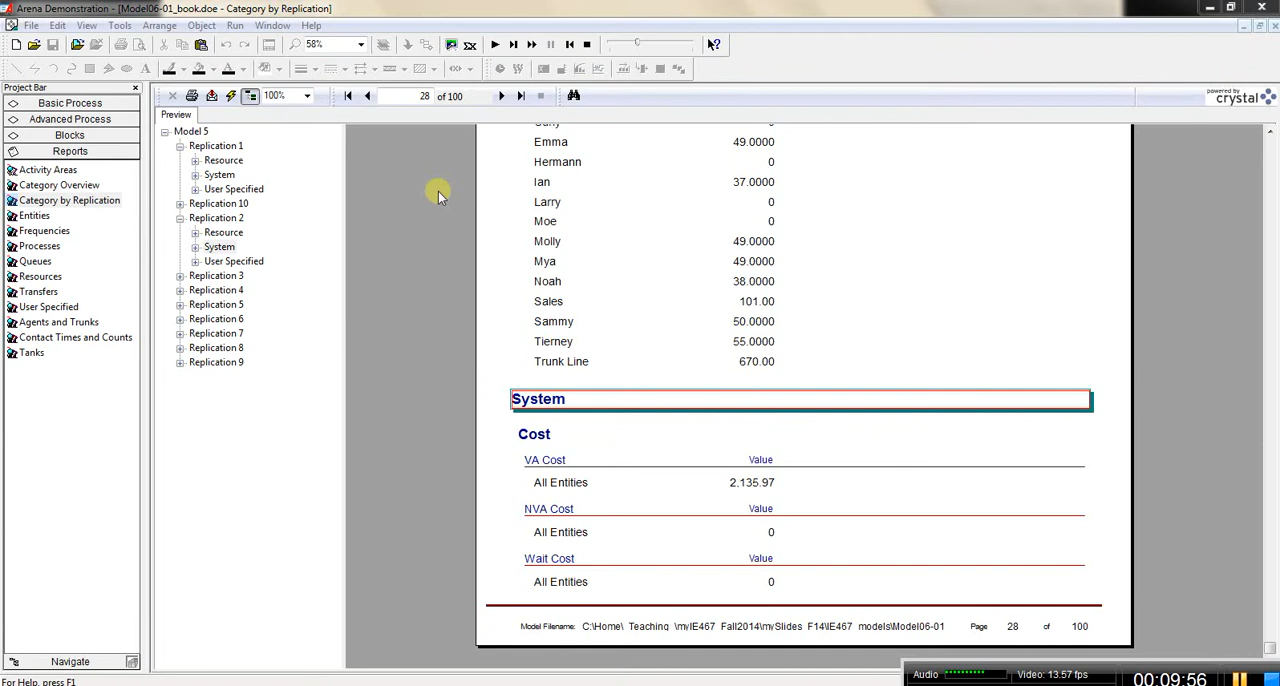 Arena Demonstration - [Model06-01_book.doe - Category by Replication]
File Edit View Tools Arrange Object Run Window Help
58%
Project Bar
Basic Process
Advanced Process
Blocks
Reports
Activity Areas
Category Overview
Category by Replication
Entities
Frequencies
Processes
Queues
Resources
Transfers
User Specified
Agents and Trunks
Contact Times and Counts
Tanks
Navigate
100%
28 of 100
powered by
crystal
Preview
Model 5
Replication 1
Resource
System
User Specified
Replication 10
Replication 2
Resource
System
User Specified
Replication 3
Replication 4
Replication 5
Replication 6
Replication 7
Replication 8
Replication 9
Emma 49.0000
Hermann 0
Ian 37.0000
Larry 0
Moe 0
Molly 49.0000
Mya 49.0000
Noah 38.0000
Sales 101.00
Sammy 50.0000
Tierney 55.0000
Trunk Line 670.00
System
Cost
VA Cost Value
All Entities 2,135.97
NVA Cost Value
All Entities 0
Wait Cost Value
All Entities 0
Model Filename: C:\Home\ Teaching \myIE467 Fall2014\mySlides F14\IE467 models\Model06-01 Page 28 of 100
For Help, press F1
Audio Video: 13.57 fps 00:09:56